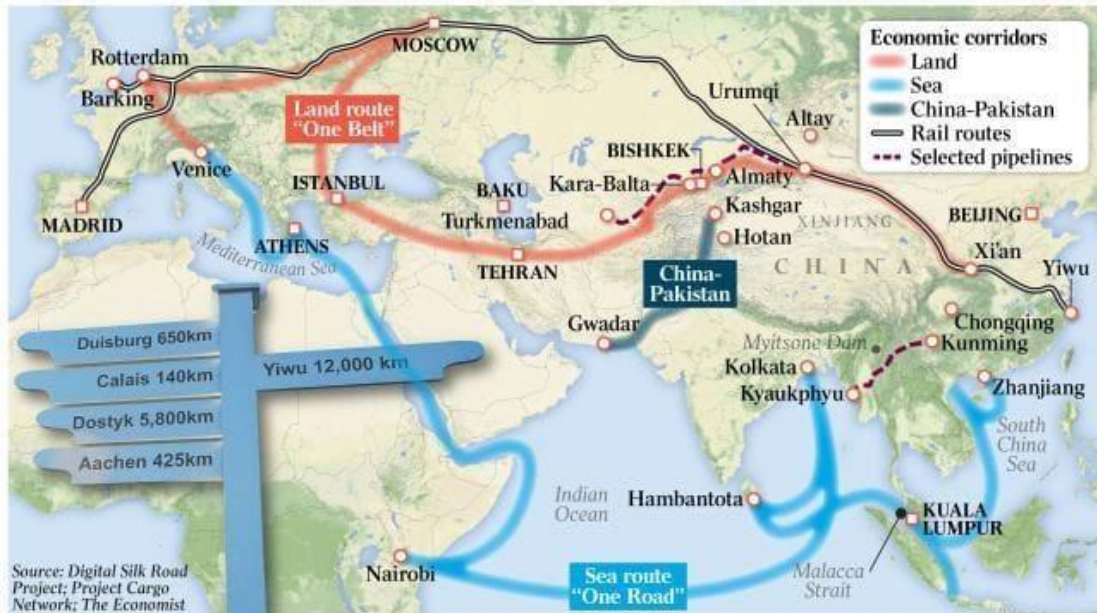 Economic corridors
Land
Sea
China-Pakistan
Rail routes
Selected pipelines
MOSCOW
Rotterdam
Barking
Land route
"One Belt"
Urumqi
Altay
Venice
ISTANBUL
BAKU
BISHKEK
Kara-Balta
Almaty
Turkmenabad
Kashgar
Hotan
XINJIANG
BEIJING
MADRID
ATHENS
Mediterranean Sea
TEHRAN
CHINA
Xi'an
Yiwu
China-
Pakistan
Gwadar
Chongqing
Myitsone Dam
Kunming
Kolkata
Kyaukphyu
Zhanjiang
Duisburg 650km
Yiwu 12,000 km
Calais 140km
Dostyk 5,800km
Aachen 425km
South
China
Sea
Indian
Ocean
Hambantota
KUALA
LUMPUR
Nairobi
Malacca
Strait
Sea route
"One Road"
Source: Digital Silk Road
Project; Project Cargo
Network; The Economist